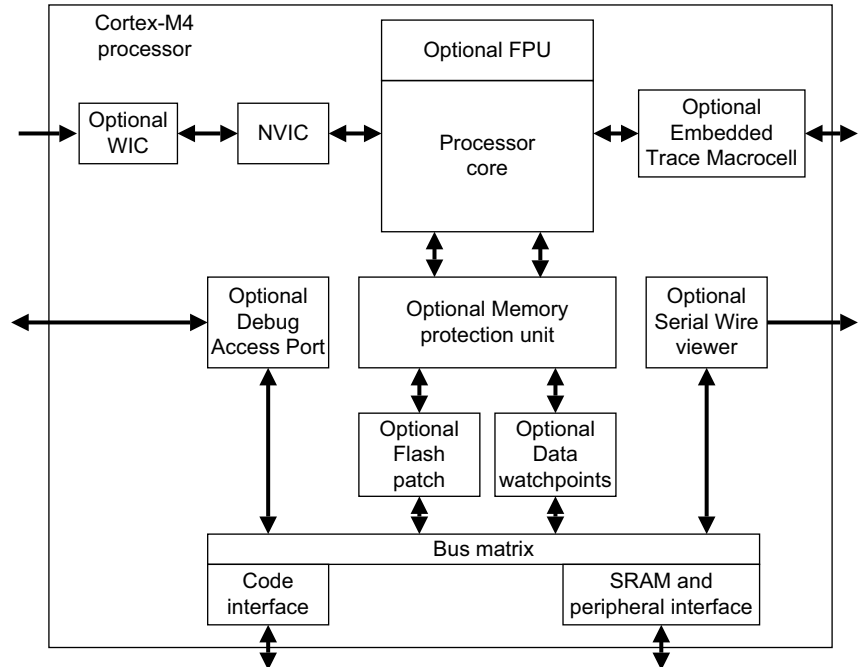 Cortex-M4
processor
Optional FPU
Optional
WIC
NVIC
Processor
core
Optional
Embedded
Trace Macrocell
Optional
Debug
Access Port
Optional Memory
protection unit
Optional
Serial Wire
viewer
Optional
Flash
patch
Optional
Data
watchpoints
Bus matrix
Code
interface
SRAM and
peripheral interface